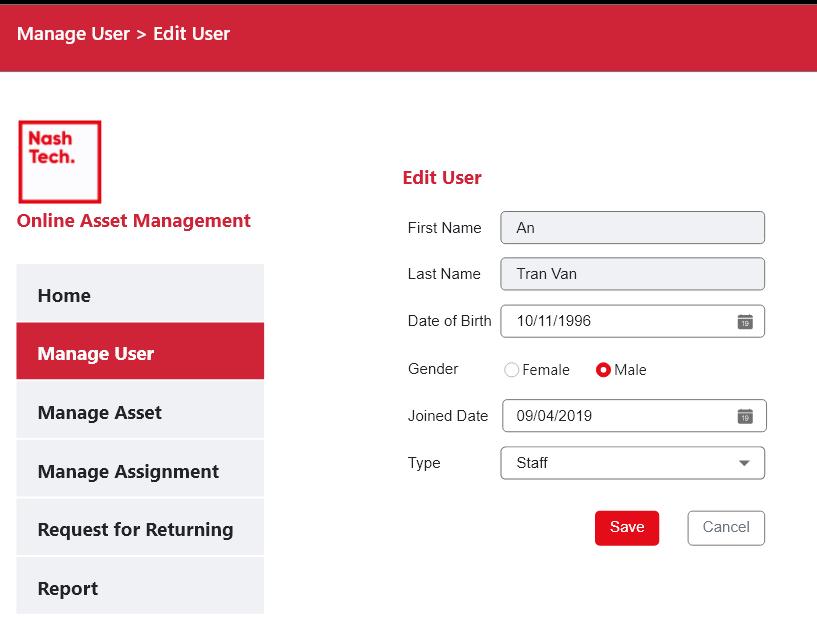 Manage User > Edit User
Nash
Tech.
Online Asset Management
Home
Manage User
Manage Asset
Manage Assignment
Request for Returning
Report
Edit User
First Name An
Last Name Tran Van
Date of Birth 10/11/1996 19
Gender Female Male
Joined Date 09/04/2019 19
Type Staff
Save Cancel